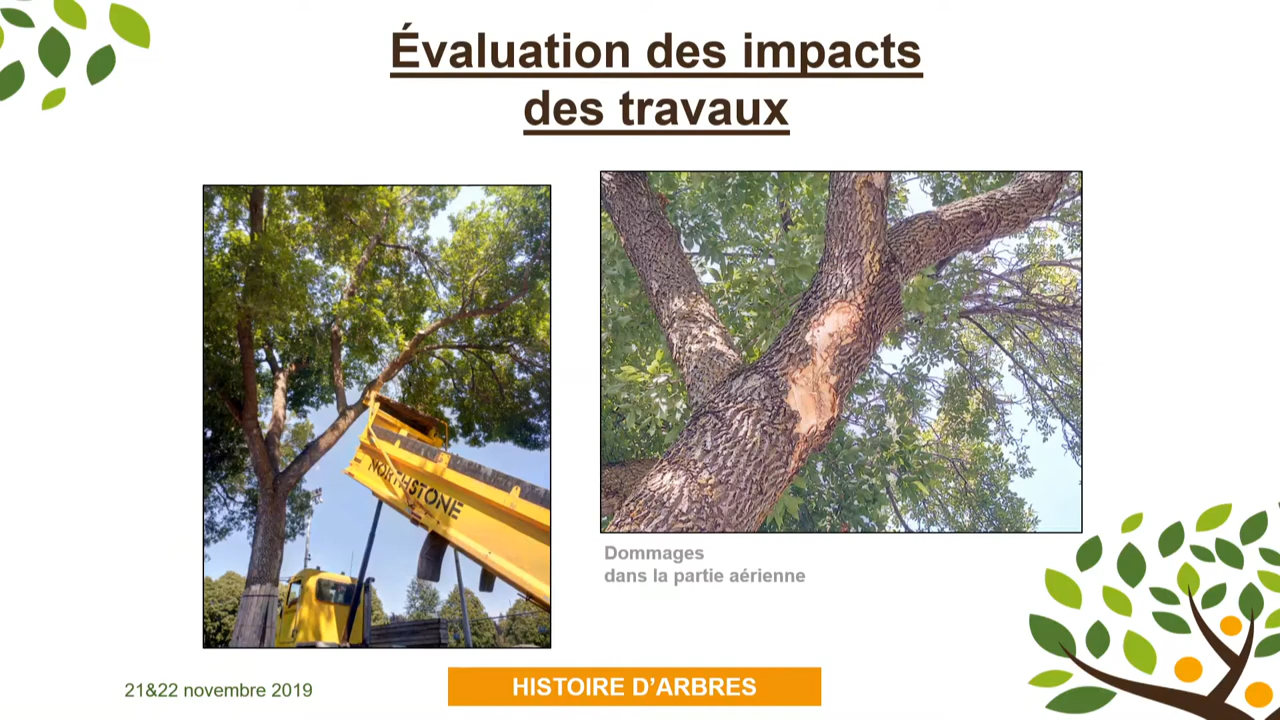 Évaluation des impacts
des travaux
NORTHSTONE
Dommages
dans la partie aérienne
21&22 novembre 2019
HISTOIRE D’ARBRES